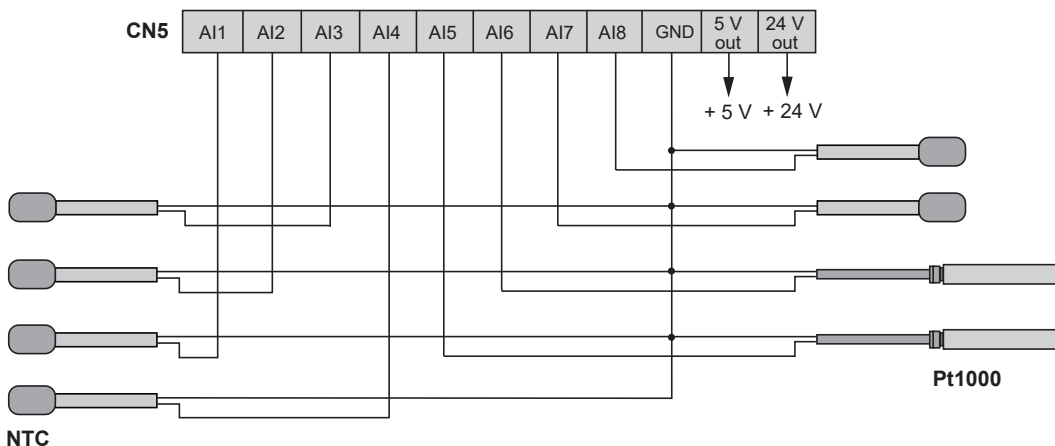 CN5 AI1 AI2 AI3 AI4 AI5 AI6 AI7 AI8 GND 5 V out 24 V out
+ 5 V + 24 V
Pt1000
NTC